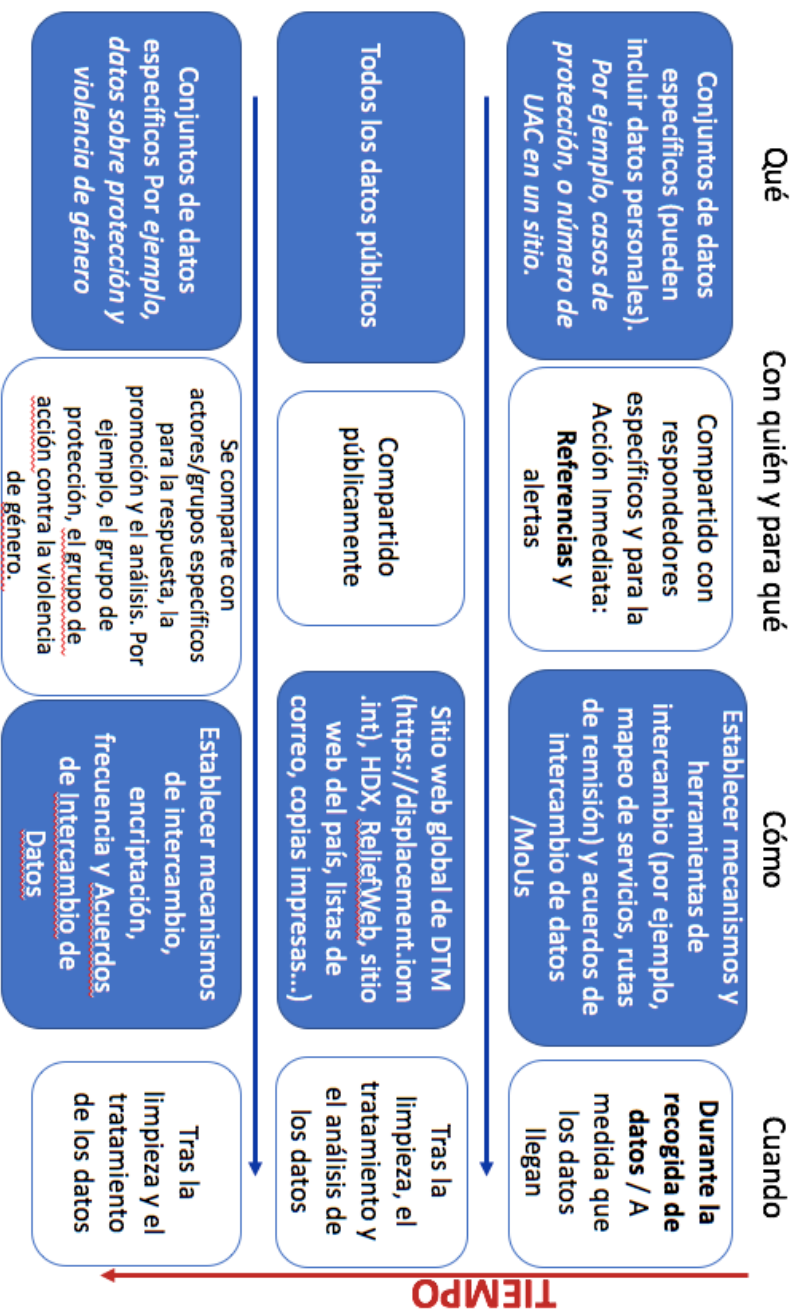 Qué
Con quién y para qué
Cómo
Cuando
Conjuntos de datos
específicos (pueden
incluir datos personales).
Por ejemplo, casos de
protección, o número de
UAC en un sitio.
Compartido con
respondedores
específicos y para la
Acción Inmediata:
Referencias y
alertas
Establecer mecanismos y
herramientas de
intercambio (por ejemplo,
mapeo de servicios, rutas
de remisión) y acuerdos de
intercambio de datos
/MoUs
Durante la
recogida de
datos / A
medida que
los datos
llegan
Todos los datos públicos
Compartido
públicamente
Sitio web global de DTM
(https://displacement.iom
.int), HDX, ReliefWeb, sitio
web del país, listas de
correo, copias impresas...)
Tras la
limpieza, el
tratamiento y
el análisis de
los datos
Conjuntos de datos
específicos Por ejemplo,
datos sobre protección y
violencia de género
Se comparte con
actores/grupos específicos
para la respuesta, la
promoción y el análisis. Por
ejemplo, el grupo de
protección, el grupo de
acción contra la violencia
de género.
Establecer mecanismos
de intercambio,
encriptación,
frecuencia y Acuerdos
de Intercambio de
Datos
Tras la
limpieza y el
tratamiento
de los datos
TIEMPO